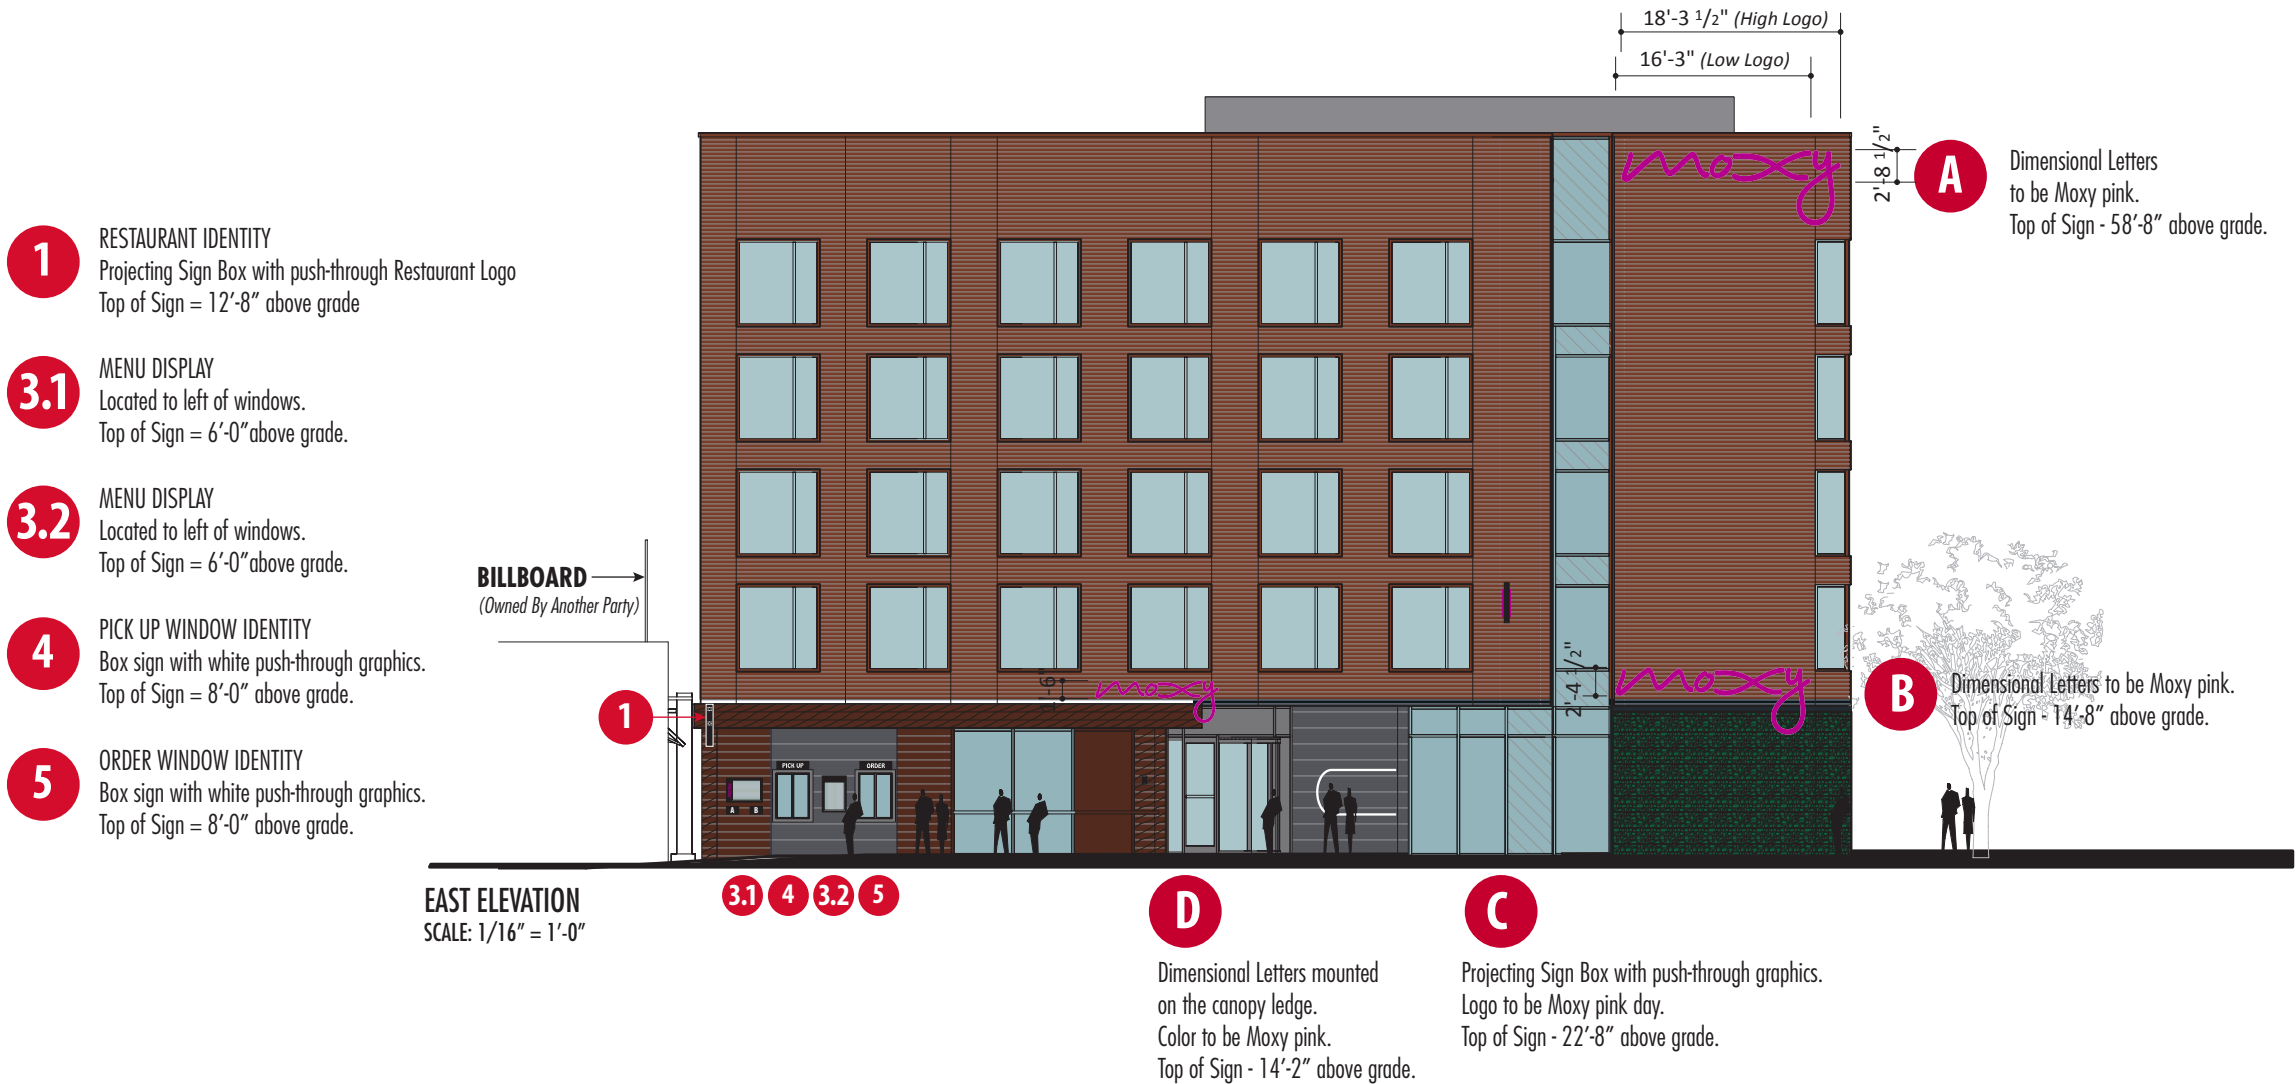 18'-3 1/2" (High Logo)
16'-3" (Low Logo)
moxy
2'-8 1/2"
A
Dimensional Letters
to be Moxy pink.
Top of Sign - 58'-8” above grade.
1
RESTAURANT IDENTITY
Projecting Sign Box with push-through Restaurant Logo
Top of Sign = 12’-8” above grade
3.1
MENU DISPLAY
Located to left of windows.
Top of Sign = 6’-0”above grade.
3.2
MENU DISPLAY
Located to left of windows.
Top of Sign = 6’-0”above grade.
4
PICK UP WINDOW IDENTITY
Box sign with white push-through graphics.
Top of Sign = 8’-0” above grade.
5
ORDER WINDOW IDENTITY
Box sign with white push-through graphics.
Top of Sign = 8’-0” above grade.
BILLBOARD
(Owned By Another Party)
1
1'-6"
moxy
2'-4 1/2"
moxy
B
Dimensional Letters to be Moxy pink.
Top of Sign - 14’-8” above grade.
PICK UP
ORDER
A B
3.1 4 3.2 5
EAST ELEVATION
SCALE: 1/16” = 1’-0”
D
Dimensional Letters mounted
on the canopy ledge.
Color to be Moxy pink.
Top of Sign - 14’-2” above grade.
C
Projecting Sign Box with push-through graphics.
Logo to be Moxy pink day.
Top of Sign - 22’-8” above grade.